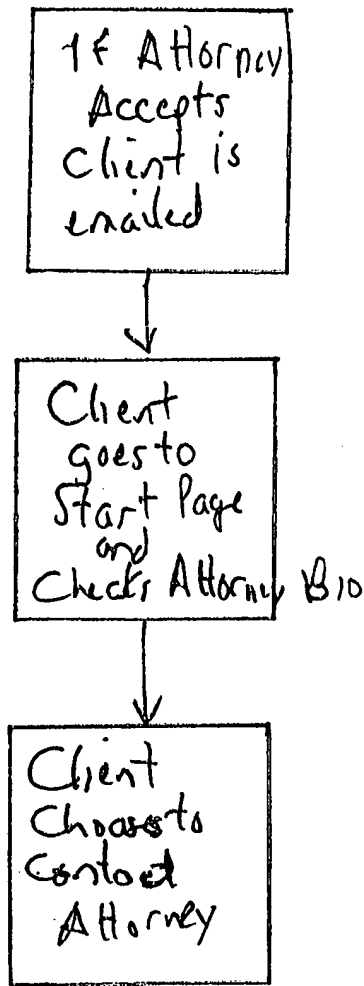 If Attorney
Accepts
Client is
emailed
Client
goes to
Start Page
and
Checks Attorney Bio
Client
Chooses to
Contact
Attorney